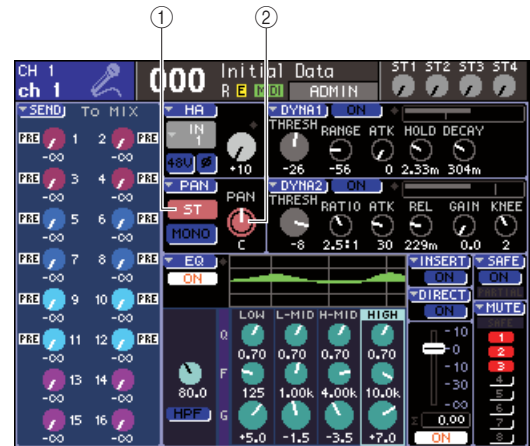 ① ②
CH 1
ch 1
000
Initial Data
R E MIDI ADMIN
ST1 ST2 ST3 ST4
SEND TO MIX
PRE 1 2 PRE
-∞ -∞
PRE 3 4 PRE
-∞ -∞
PRE 5 6 PRE
-∞ -∞
PRE 7 8 PRE
-∞ -∞
PRE 9 10 PRE
-∞ -∞
PRE 11 12 PRE
-∞ -∞
13 14
-∞ -∞
15 16
-∞ -∞
HA
IN
1
48V Ø
+10
DYNA1 ON
THRESH RANGE ATK HOLD DECAY
-26 -56 0 2.33m 304m
PAN
ST
MONO
PAN
C
DYNA2 ON
THRESH RATIO ATK REL GAIN KNEE
-8 2.5:1 30 229m 0.0 2
EQ
ON
LOW L-MID H-MID HIGH
Q
0.70 0.70 0.70 0.70
F
80.0
125 1.00k 4.00k 10.0k
HPF
G
+5.0 -1.5 -3.5 -7.0
INSERT
ON
DIRECT
ON
-10
-0
-10
-30
-∞
Σ 0.00
ON
SAFE
PARTIAL
MUTE
SAFE
1
2
3
4
5
6
7
8